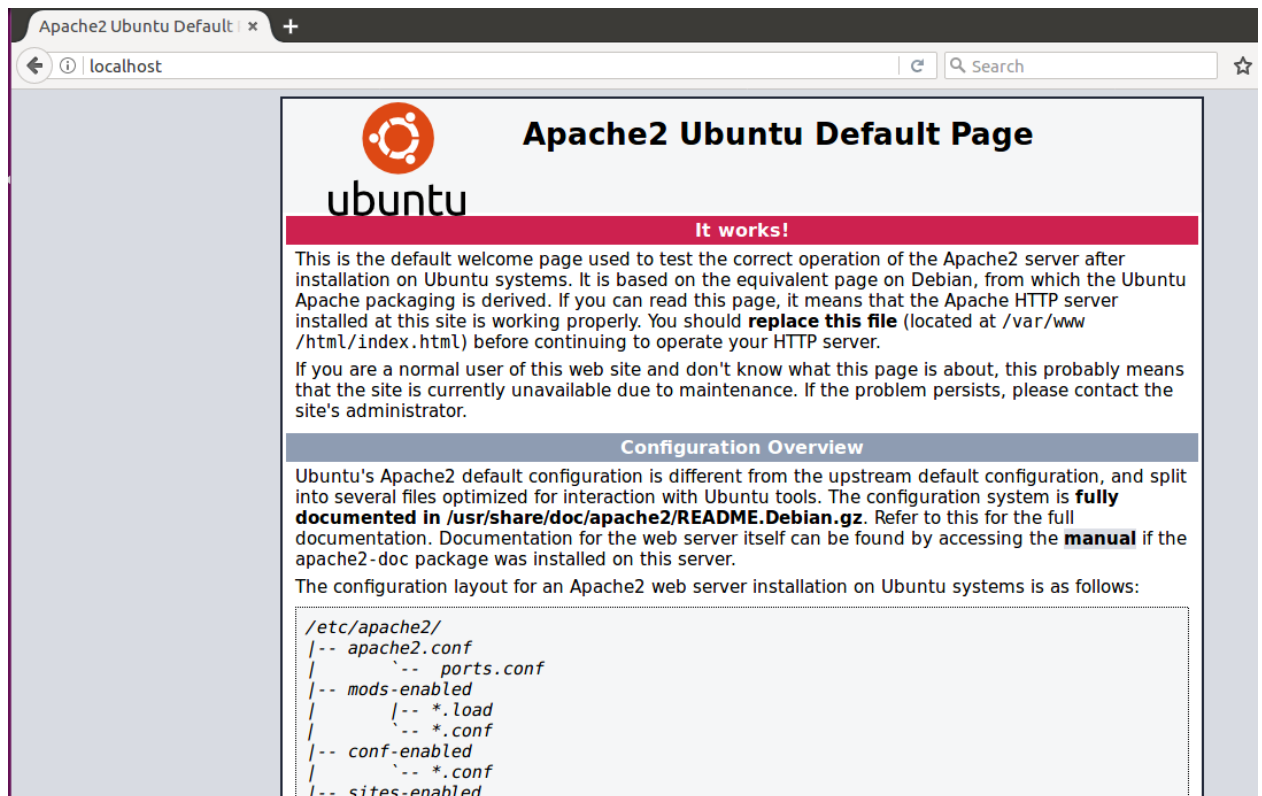 Apache2 Ubuntu Default
localhost
Search
ubuntu
Apache2 Ubuntu Default Page
It works!
This is the default welcome page used to test the correct operation of the Apache2 server after
installation on Ubuntu systems. It is based on the equivalent page on Debian, from which the Ubuntu
Apache packaging is derived. If you can read this page, it means that the Apache HTTP server
installed at this site is working properly. You should replace this file (located at /var/www
/html/index.html) before continuing to operate your HTTP server.
If you are a normal user of this web site and don't know what this page is about, this probably means
that the site is currently unavailable due to maintenance. If the problem persists, please contact the
site's administrator.
Configuration Overview
Ubuntu's Apache2 default configuration is different from the upstream default configuration, and split
into several files optimized for interaction with Ubuntu tools. The configuration system is fully
documented in /usr/share/doc/apache2/README.Debian.gz. Refer to this for the full
documentation. Documentation for the web server itself can be found by accessing the manual if the
apache2-doc package was installed on this server.
The configuration layout for an Apache2 web server installation on Ubuntu systems is as follows:
/etc/apache2/
|-- apache2.conf
|       `--  ports.conf
|-- mods-enabled
|       |-- *.load
|       `-- *.conf
|-- conf-enabled
|       `-- *.conf
|-- sites-enabled